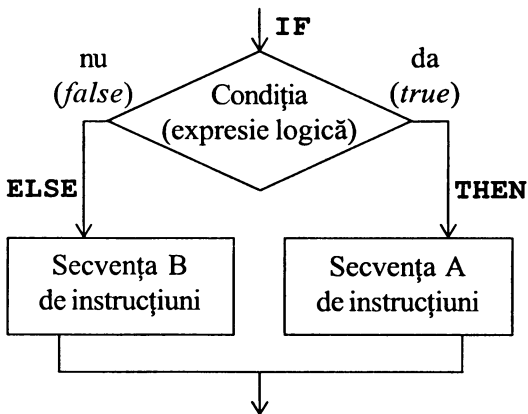 IF
nu
(false)
da
(true)
Condiția
(expresie logică)
ELSE
THEN
Secvența B
de instrucțiuni
Secvența A
de instrucțiuni